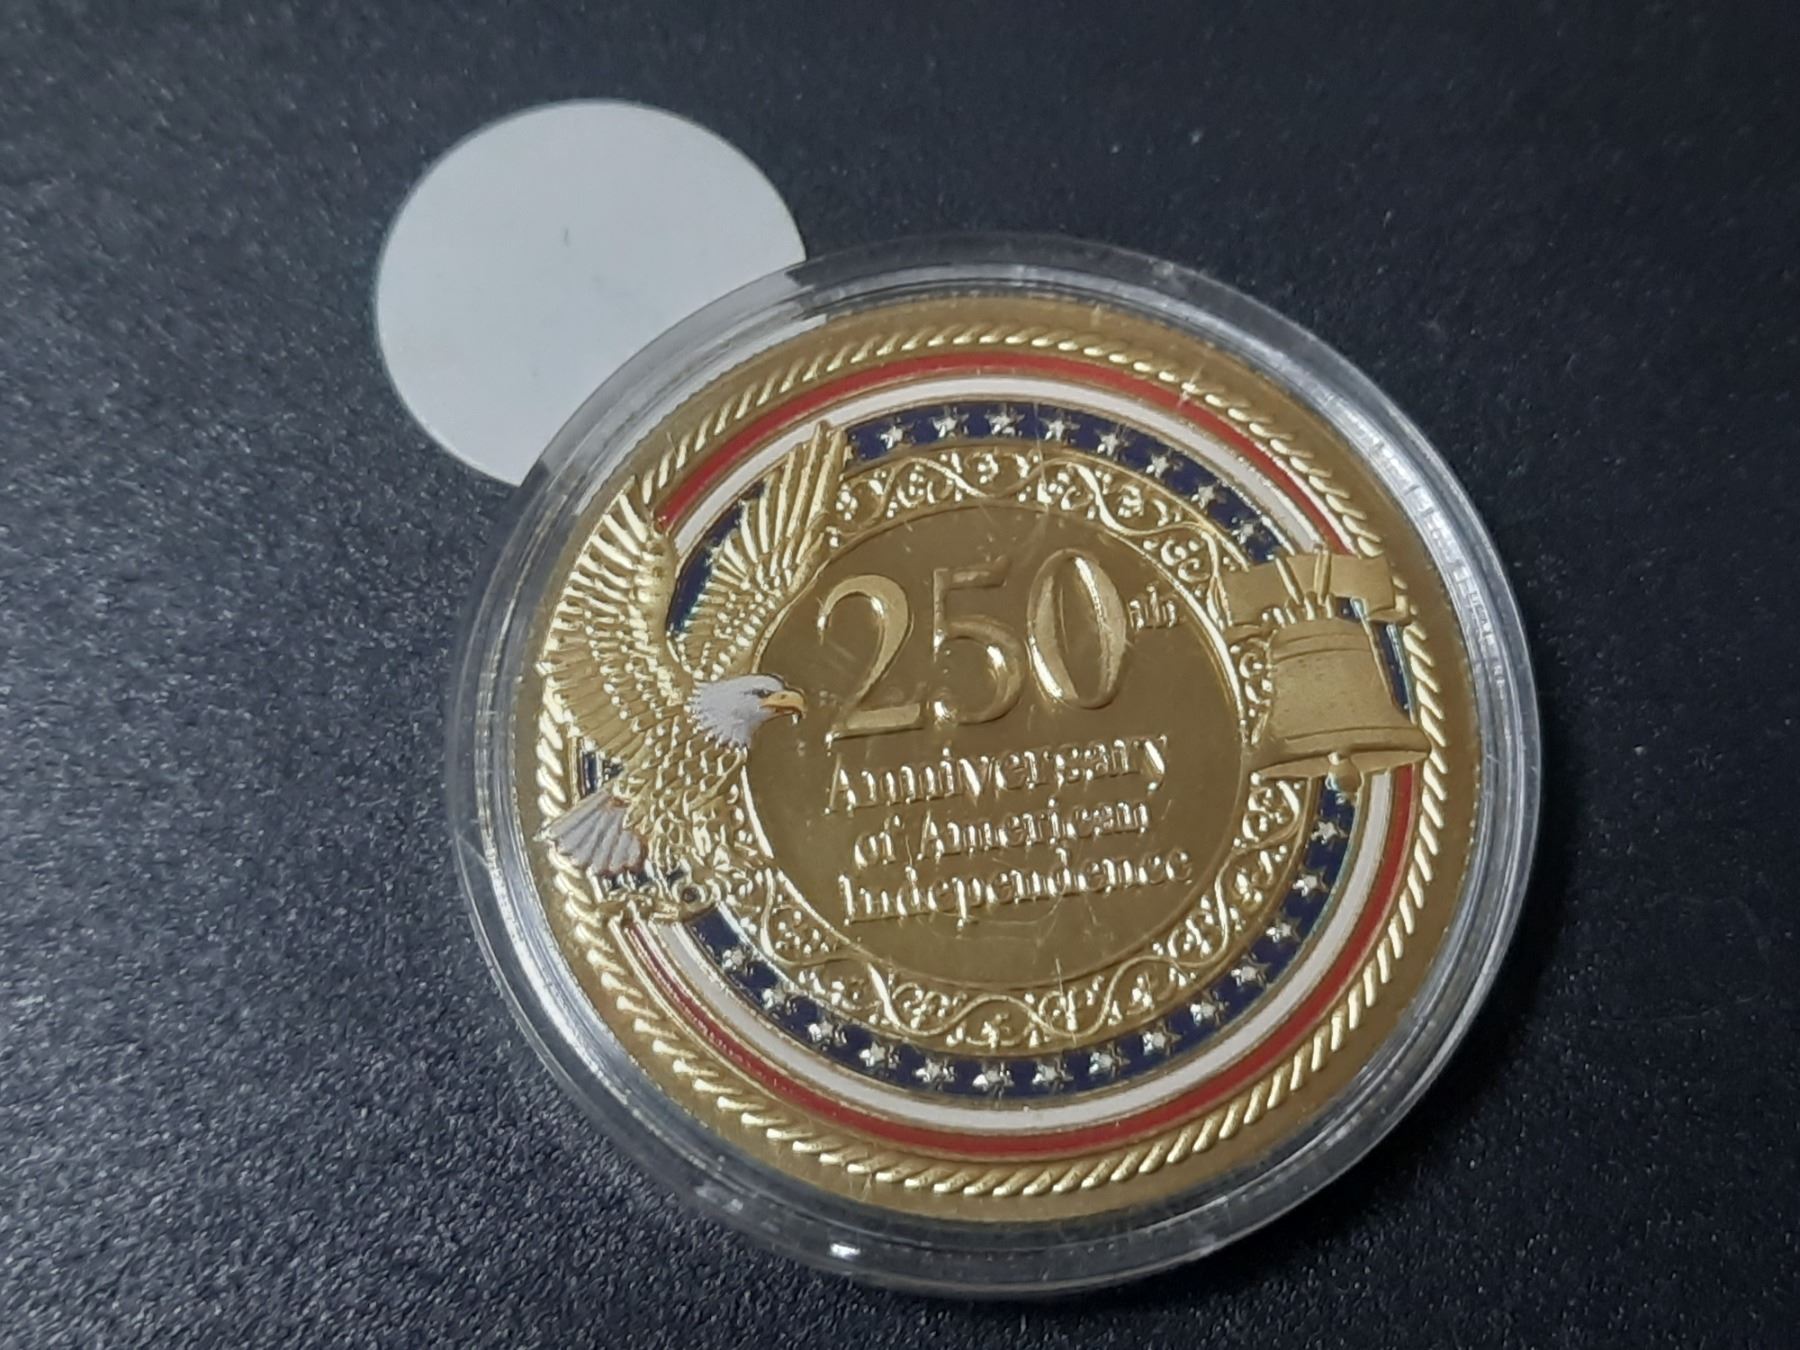 250th
Anniversary
of American
Independence